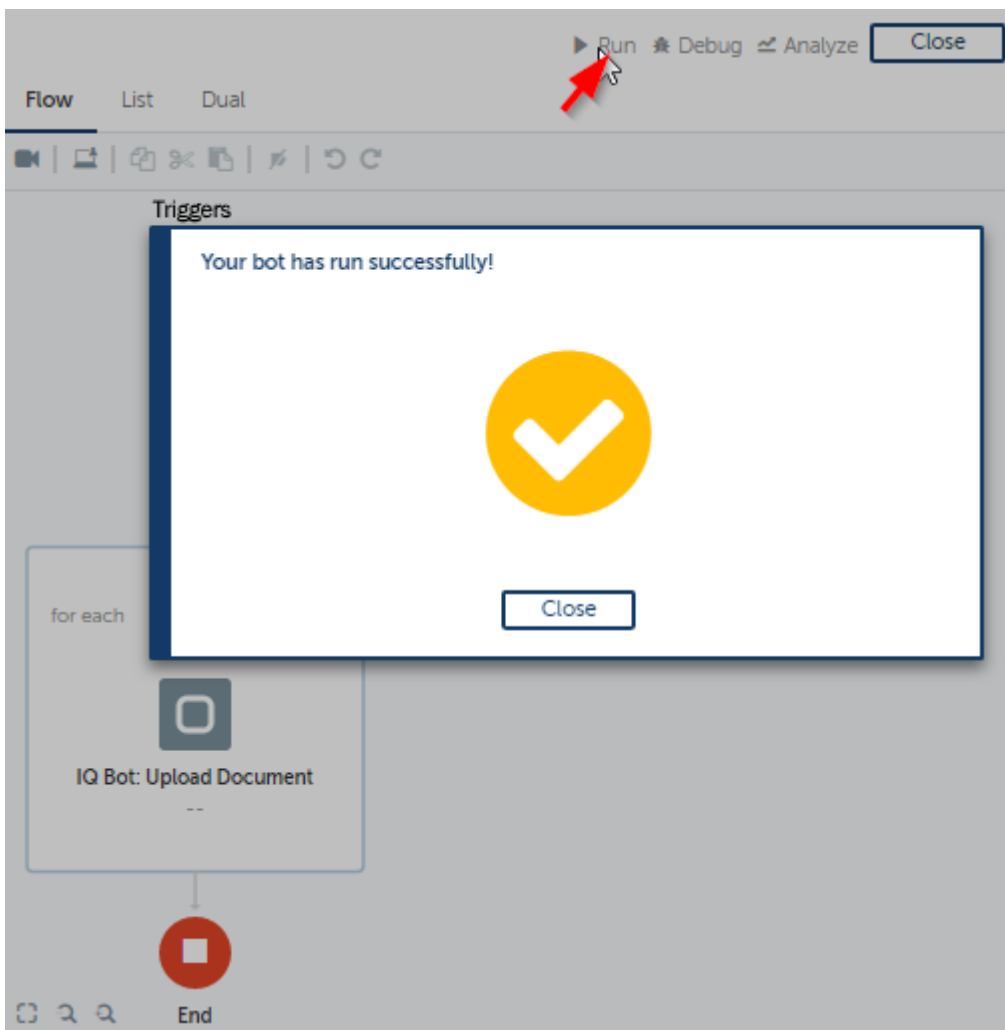 Run Debug Analyze Close
Flow List Dual
Triggers
Your bot has run successfully!
Close
for each
IQ Bot: Upload Document
--
End